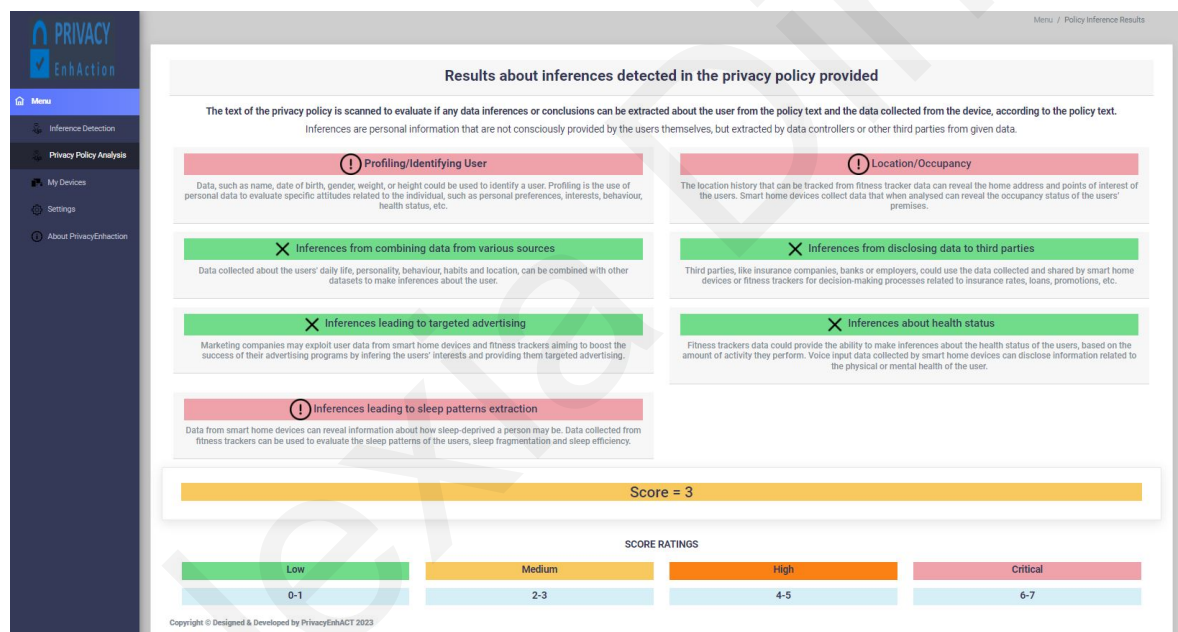 PRIVACY
EnhAction
Menu
Inference Detection
Privacy Policy Analysis
My Devices
Settings
About PrivacyEnhaction
Menu / Policy Inference Results
Results about inferences detected in the privacy policy provided
The text of the privacy policy is scanned to evaluate if any data inferences or conclusions can be extracted about the user from the policy text and the data collected from the device, according to the policy text.
Inferences are personal information that are not consciously provided by the users themselves, but extracted by data controllers or other third parties from given data.
Profiling/Identifying User
Data, such as name, date of birth, gender, weight, or height could be used to identify a user. Profiling is the use of
personal data to evaluate specific attitudes related to the individual, such as personal preferences, interests, behaviour,
health status, etc.
Location/Occupancy
The location history that can be tracked from fitness tracker data can reveal the home address and points of interest of
the users. Smart home devices collect data that when analysed can reveal the occupancy status of the users'
premises.
Inferences from combining data from various sources
Data collected about the users' daily life, personality, behaviour, habits and location, can be combined with other
datasets to make inferences about the user.
Inferences from disclosing data to third parties
Third parties, like insurance companies, banks or employers, could use the data collected and shared by smart home
devices or fitness trackers for decision-making processes related to insurance rates, loans, promotions, etc.
Inferences leading to targeted advertising
Marketing companies may exploit user data from smart home devices and fitness trackers aiming to boost the
success of their advertising programs by infering the users' interests and providing them targeted advertising.
Inferences about health status
Fitness trackers data could provide the ability to make inferences about the health status of the users, based on the
amount of activity they perform. Voice input data collected by smart home devices can disclose information related to
the physical or mental health of the user.
Inferences leading to sleep patterns extraction
Data from smart home devices can reveal information about how sleep-deprived a person may be. Data collected from
fitness trackers can be used to evaluate the sleep patterns of the users, sleep fragmentation and sleep efficiency.
Score = 3
SCORE RATINGS
Low Medium High Critical
0-1 2-3 4-5 6-7
Copyright © Designed & Developed by PrivacyEnhACT 2023